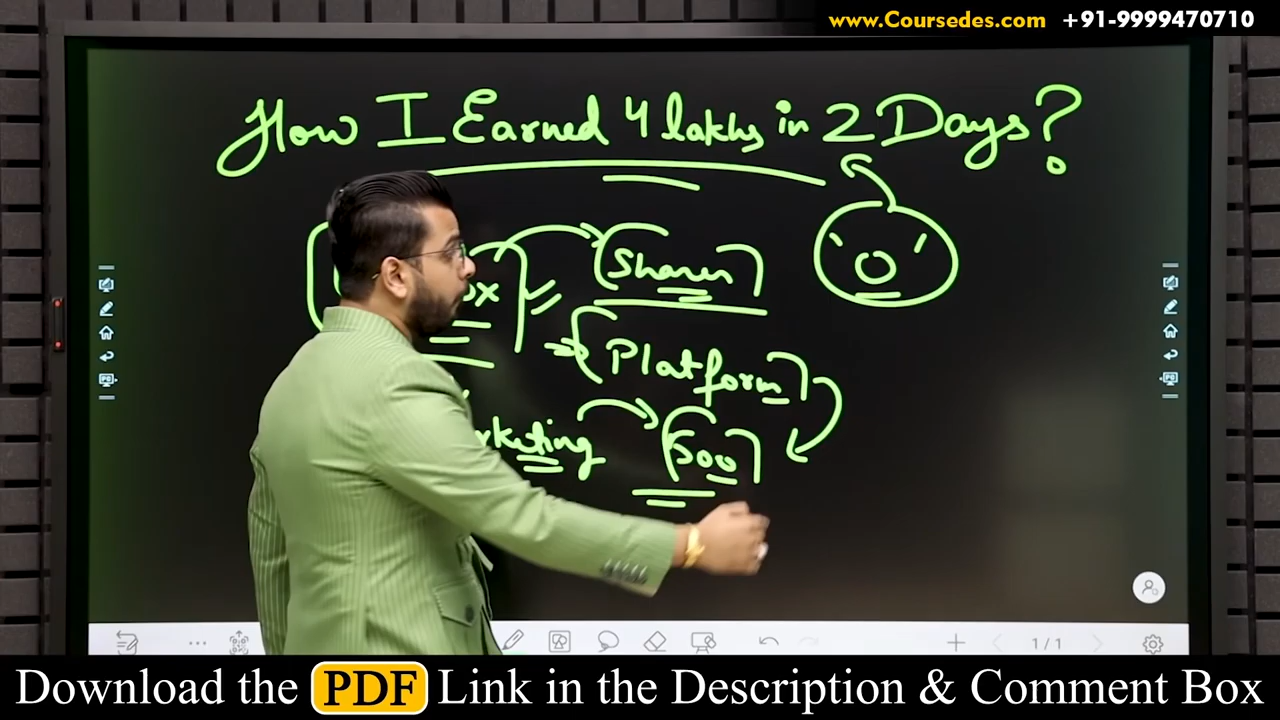 www.Coursedes.com +91-9999470710
How I Earned 4 lakhs in 2 Days?
Shares
Platform
500
1/1
Download the PDF Link in the Description & Comment Box